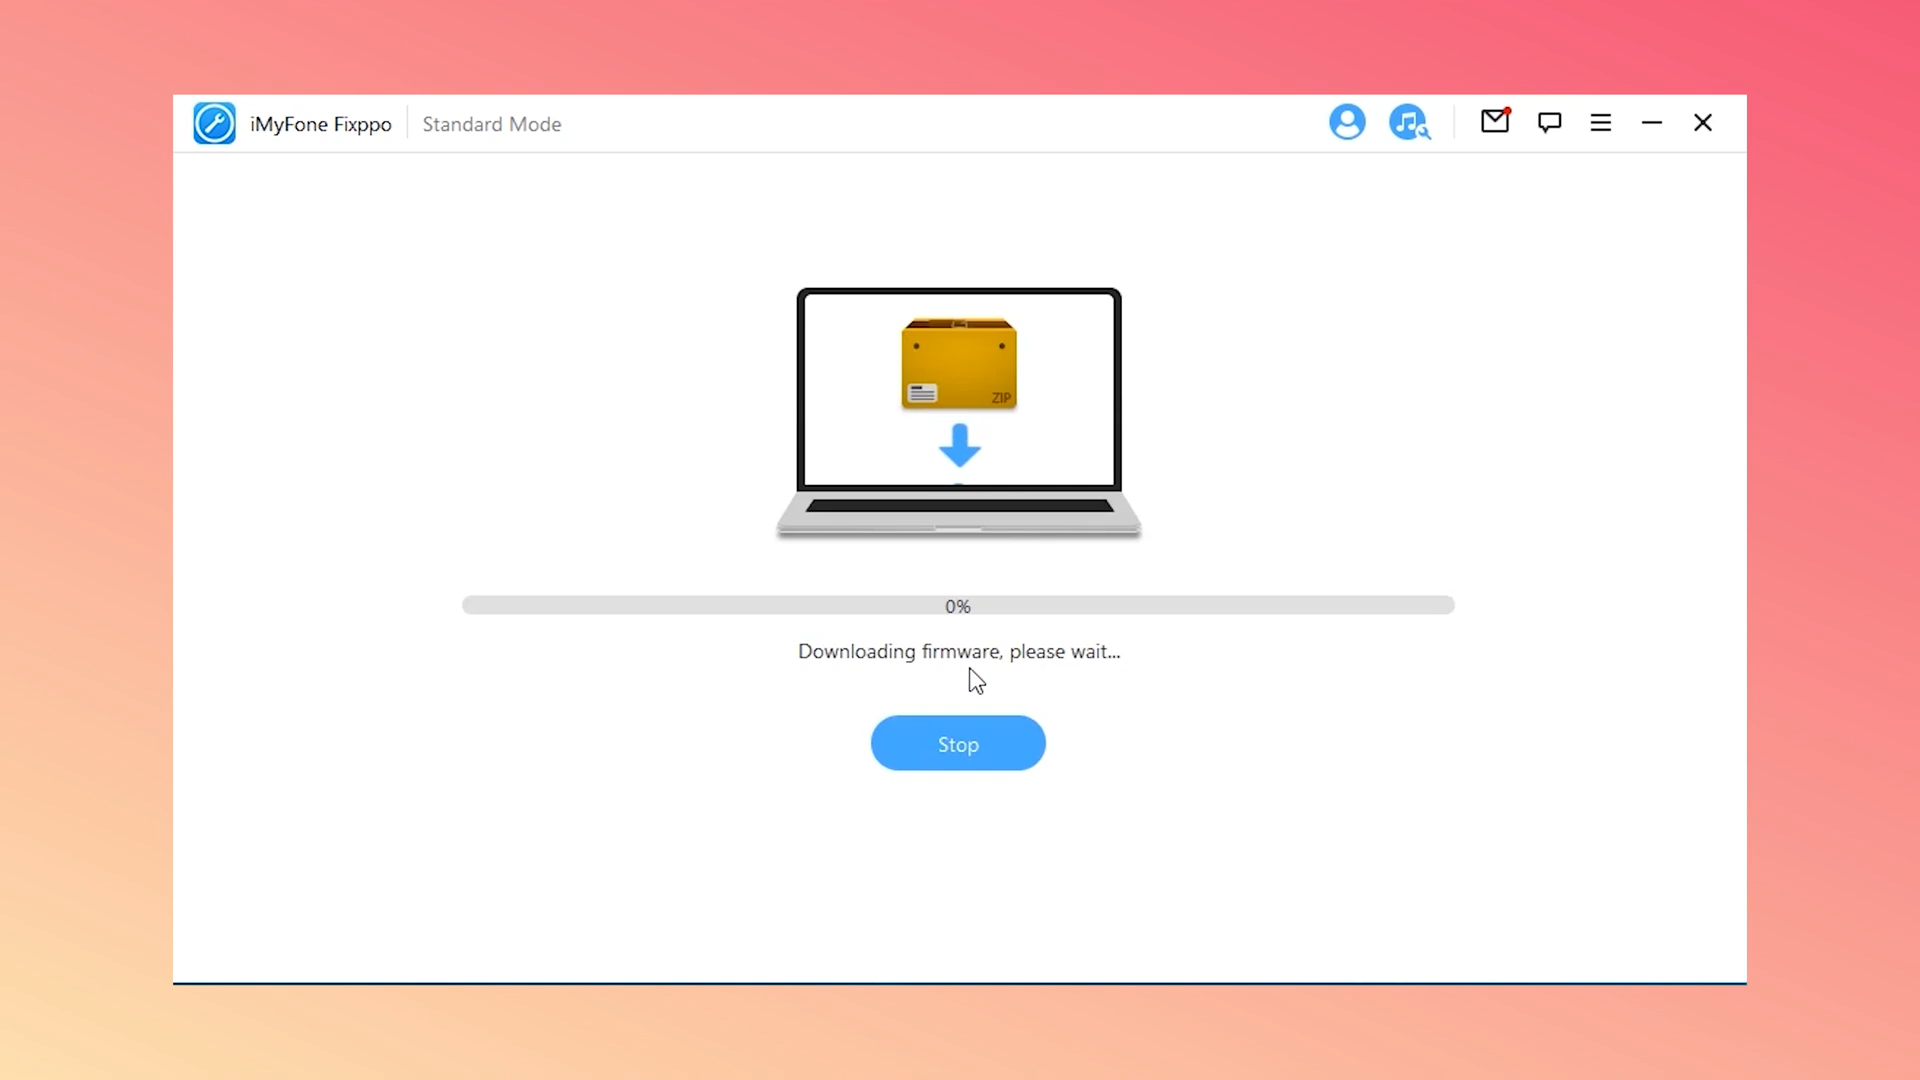 iMyFone Fixppo
Standard Mode
ZIP
0%
Downloading firmware, please wait...
Stop